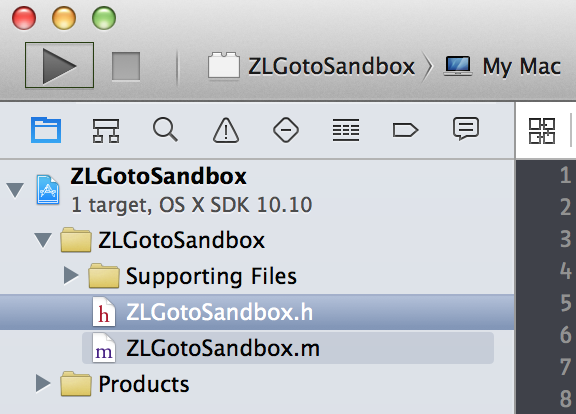 ZLGotoSandbox 〉 My Mac
ZLGotoSandbox
1 target, OS X SDK 10.10
ZLGotoSandbox
Supporting Files
h ZLGotoSandbox.h
m ZLGotoSandbox.m
Products
1
2
3
4
5
6
7
8